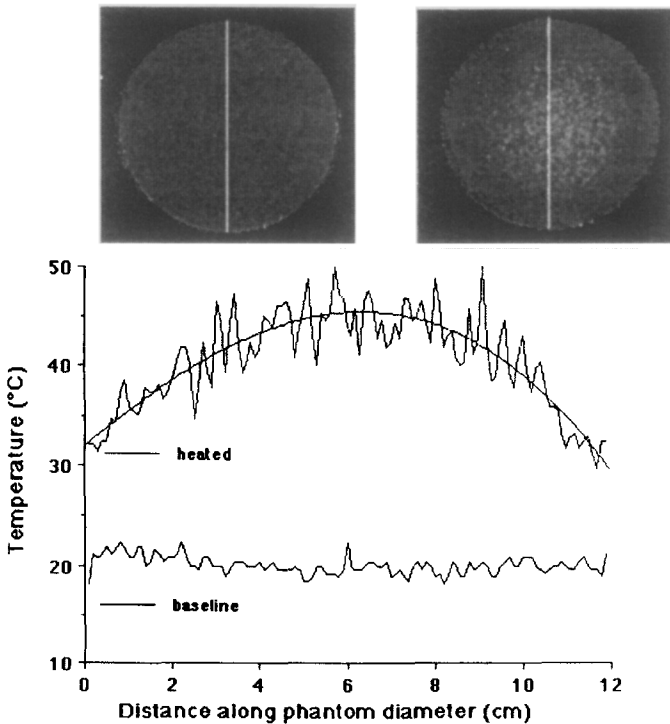 50
40
30
20
10
Temperature (°C)
heated
baseline
0 2 4 6 8 10 12
Distance along phantom diameter (cm)